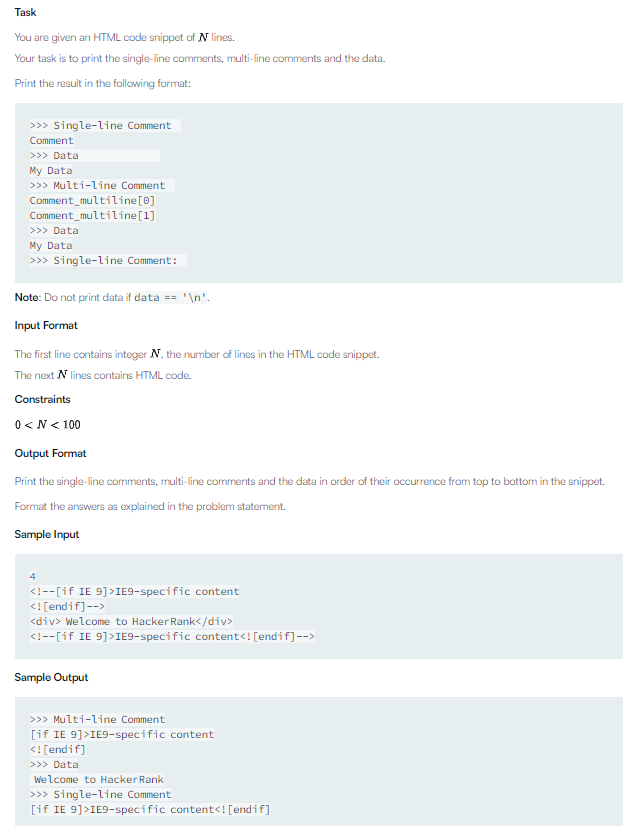 Task
You are given an HTML code snippet of N lines.
Your task is to print the single-line comments, multi-line comments and the data.
Print the result in the following format:
>>> Single-line Comment
Comment
>>> Data
My Data
>>> Multi-line Comment
Comment_multiline[0]
Comment_multiline[1]
>>> Data
My Data
>>> Single-line Comment:
Note: Do not print data if data == '\n'.
Input Format
The first line contains integer N, the number of lines in the HTML code snippet.
The next N lines contains HTML code.
Constraints
0 < N < 100
Output Format
Print the single-line comments, multi-line comments and the data in order of their occurrence from top to bottom in the snippet.
Format the answers as explained in the problem statement.
Sample Input
4
<!--[if IE 9]>IE9-specific content
<![endif]-->
<div> Welcome to HackerRank</div>
<!--[if IE 9]>IE9-specific content<![endif]-->
Sample Output
>>> Multi-line Comment
[if IE 9]>IE9-specific content
<![endif]
>>> Data
 Welcome to HackerRank
>>> Single-line Comment
[if IE 9]>IE9-specific content<![endif]